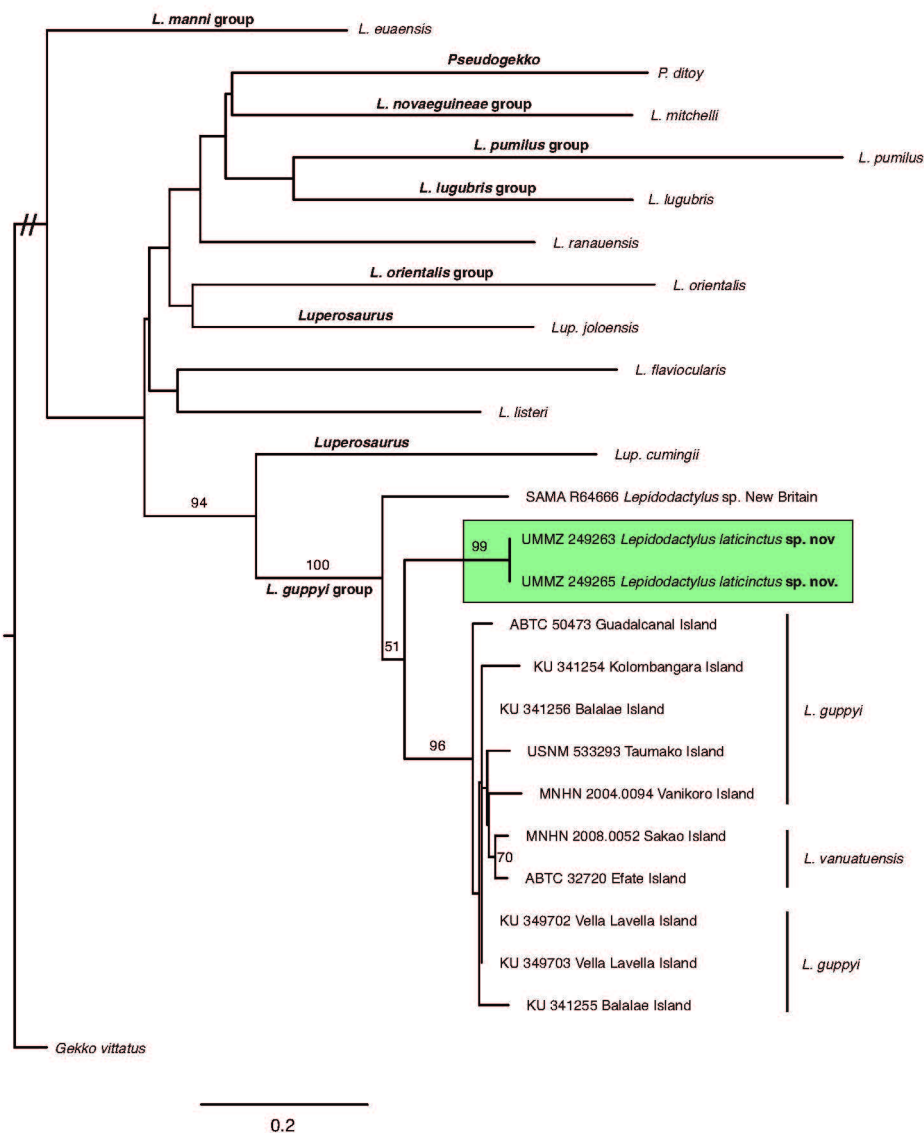 L. manni group
L. euaensis
Pseudogekko
P. ditoy
L. novaeguineae group
L. mitchelli
L. pumilus group
L. pumilus
L. lugubris group
L. lugubris
L. ranauensis
L. orientalis group
L. orientalis
Luperosaurus
Lup. joloensis
L. flaviocularis
L. listeri
Luperosaurus
Lup. cumingii
94
SAMA R64666 Lepidodactylus sp. New Britain
99
UMMZ 249263 Lepidodactylus laticinctus sp. nov
100
L. guppyi group
UMMZ 249265 Lepidodactylus laticinctus sp. nov.
ABTC 50473 Guadalcanal Island
51
KU 341254 Kolombangara Island
KU 341256 Balalae Island
L. guppyi
96
USNM 533293 Taumako Island
MNHN 2004.0094 Vanikoro Island
MNHN 2008.0052 Sakao Island
70
L. vanuatuensis
ABTC 32720 Efate Island
KU 349702 Vella Lavella Island
KU 349703 Vella Lavella Island
L. guppyi
KU 341255 Balalae Island
Gekko vittatus
0.2